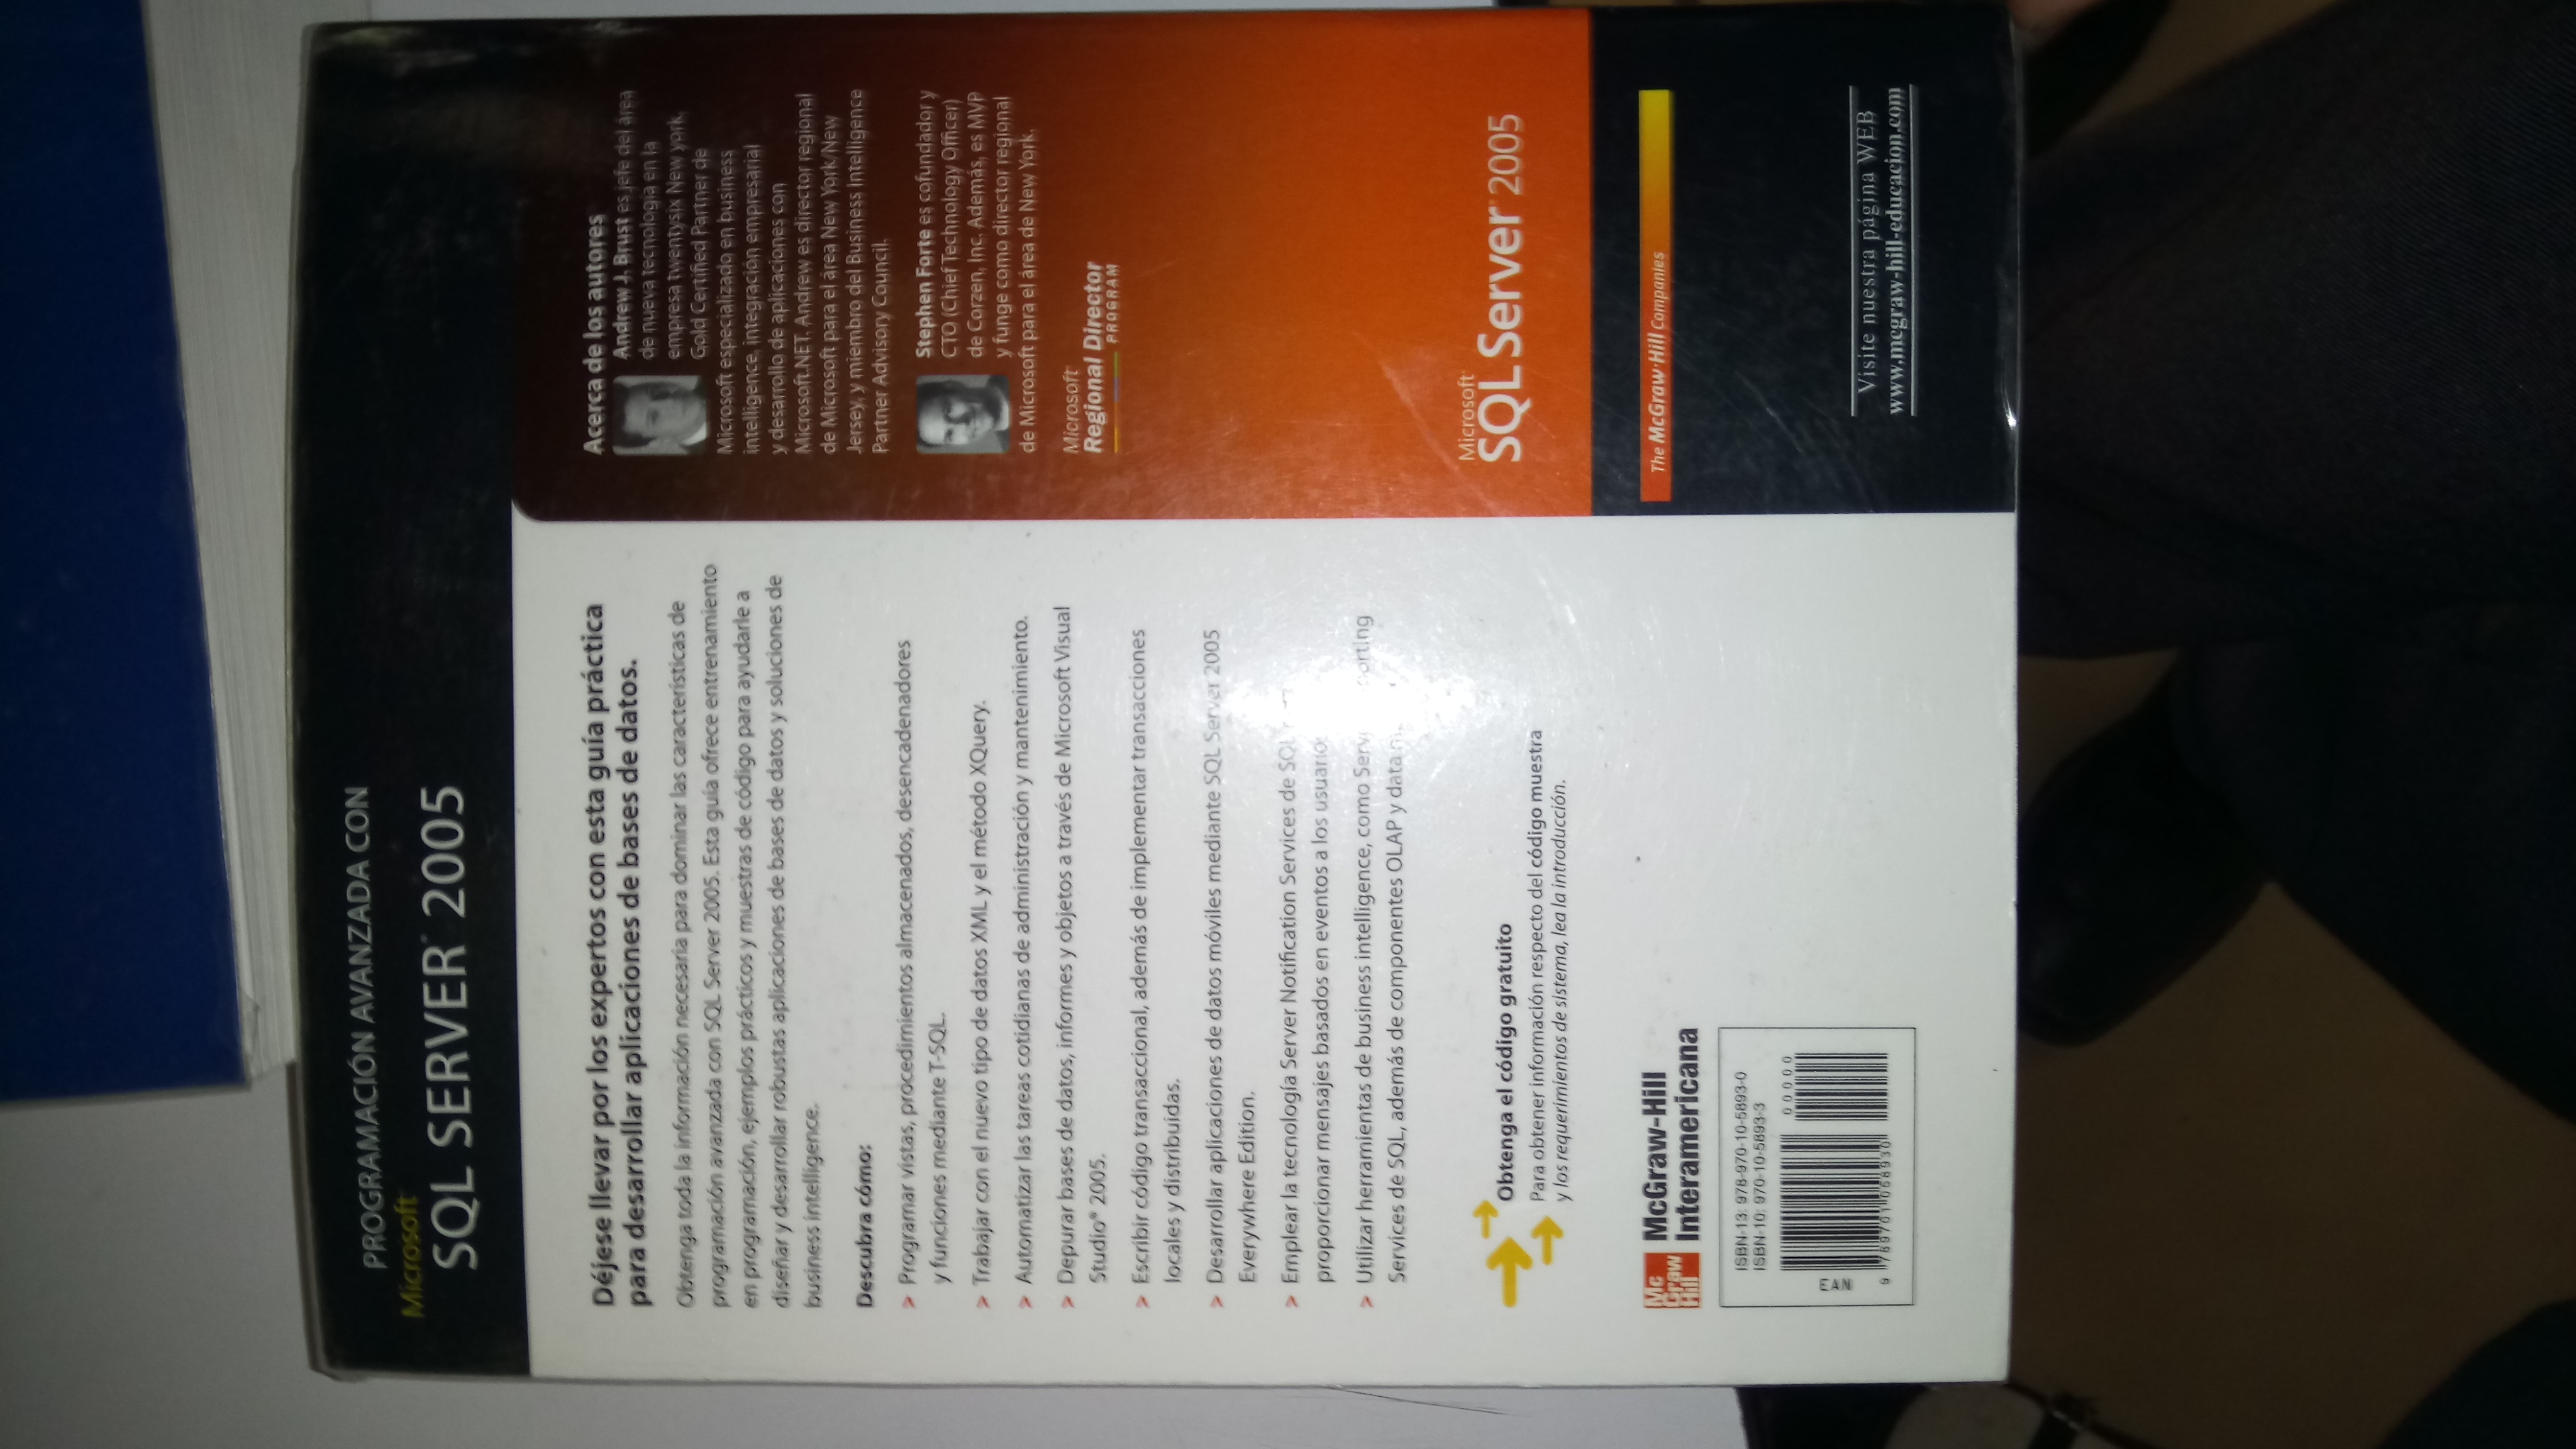 PROGRAMACIÓN AVANZADA CON
Microsoft
SQL SERVER 2005
Déjese llevar por los expertos con esta guía práctica
para desarrollar aplicaciones de bases de datos.
Obtenga toda la información necesaria para dominar las características de
programación avanzada con SQL Server 2005. Esta guía ofrece entrenamiento
en programación, ejemplos prácticos y muestras de código para ayudarle a
diseñar y desarrollar robustas aplicaciones de bases de datos y soluciones de
business intelligence.
Descubra cómo:
> Programar vistas, procedimientos almacenados, desencadenadores
y funciones mediante T-SQL.
> Trabajar con el nuevo tipo de datos XML y el método XQuery.
> Automatizar las tareas cotidianas de administración y mantenimiento.
> Depurar bases de datos, informes y objetos a través de Microsoft Visual
Studio® 2005.
> Escribir código transaccional, además de implementar transacciones
locales y distribuidas.
> Desarrollar aplicaciones de datos móviles mediante SQL Server 2005
Everywhere Edition.
> Emplear la tecnología Server Notification Services de SQL
proporcionar mensajes basados en eventos a los
> Utilizar herramientas de business intelligence, como
Services de SQL, además de componentes OLAP y data
Obtenga el código gratuito
Para obtener información respecto del código muestra
y los requerimientos de sistema, lea la introducción.
Mc
Graw
Hill
McGraw-Hill
Interamericana
ISBN-13: 978-970-10-5893-0
ISBN-10: 970-10-5893-3
00000
EAN
9 789701 058930
Acerca de los autores
Andrew J. Brust es jefe del área
de nueva tecnología en la
empresa twentysix New york,
Gold Certified Partner de
Microsoft especializado en business
intelligence, integración empresarial
y desarrollo de aplicaciones con
Microsoft.NET. Andrew es director regional
de Microsoft para el área New York/New
Jersey, y miembro del Business Intelligence
Partner Advisory Council.
Stephen Forte es cofundador y
CTO (Chief Technology Officer)
de Corzen, Inc. Además, es MVP
y funge como director regional
de Microsoft para el área de New York.
Microsoft
Regional Director
PROGRAM
Microsoft
SQL Server 2005
The McGraw·Hill Companies
Visite nuestra página WEB
www.mcgraw-hill-educacion.com